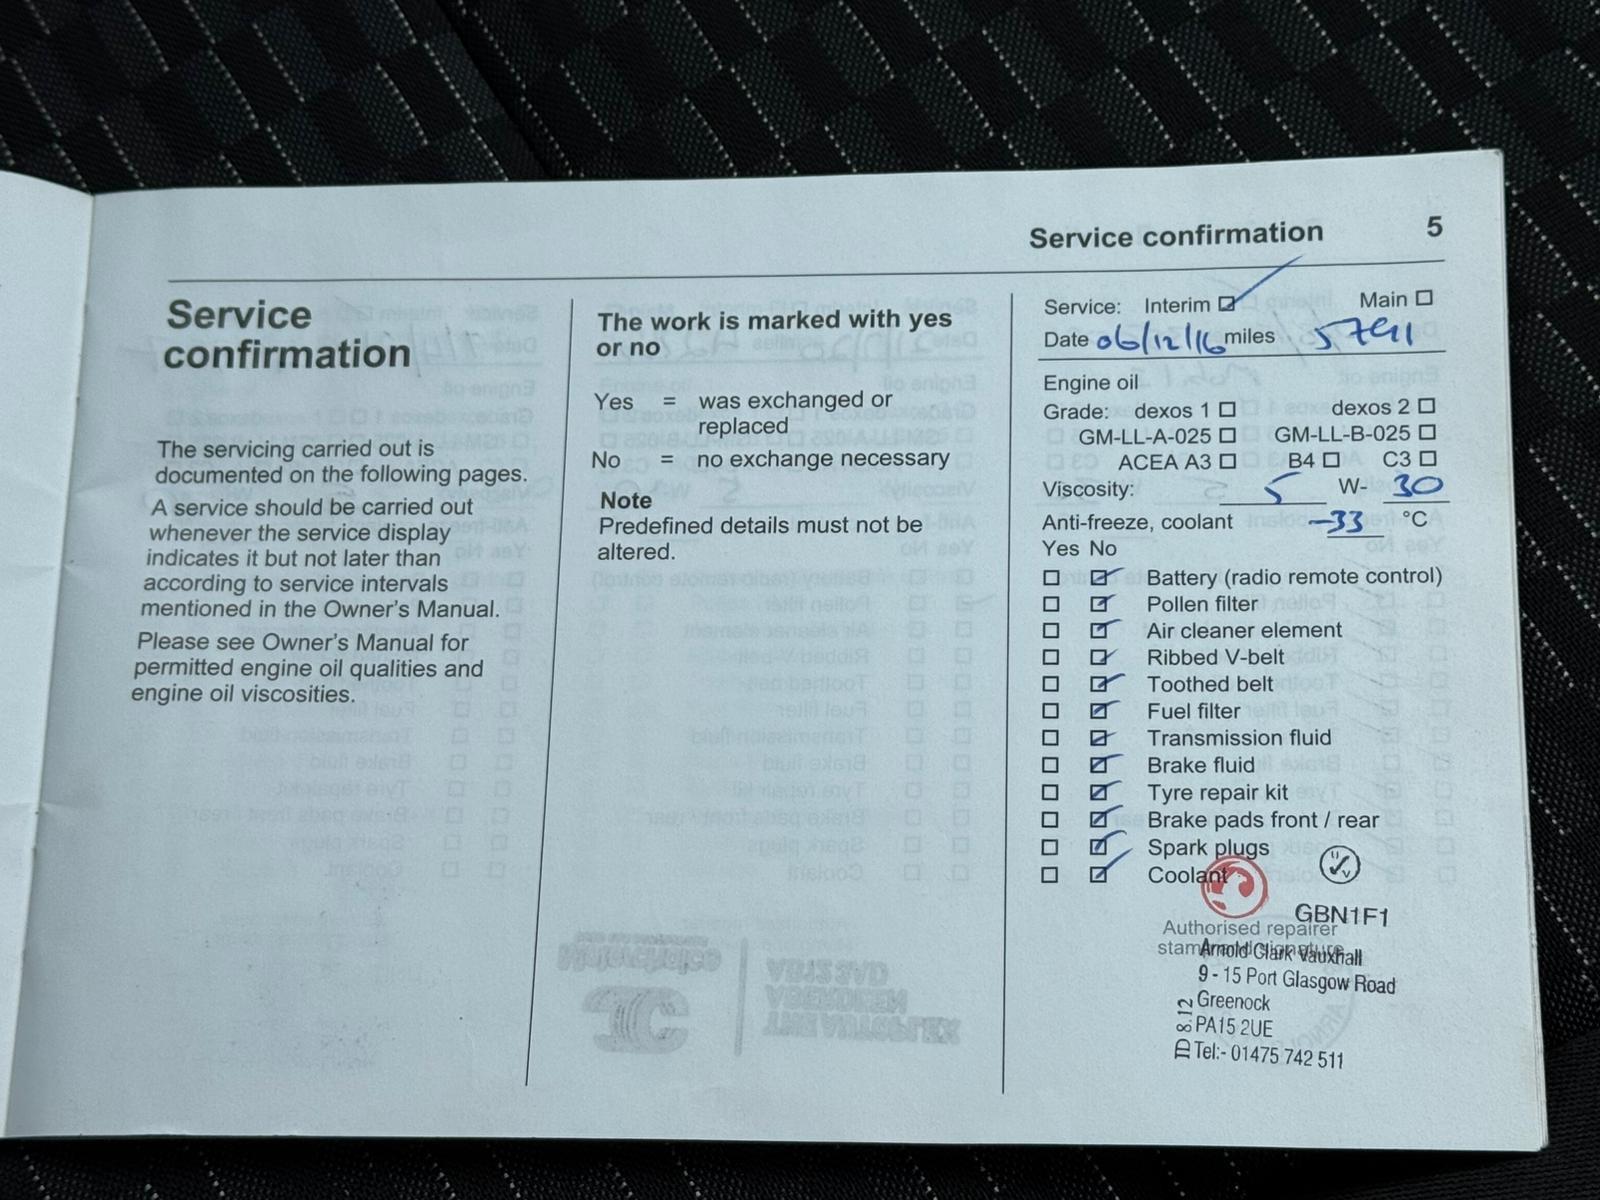 Service confirmation 5
Service
confirmation
The servicing carried out is
documented on the following pages.
A service should be carried out
whenever the service display
indicates it but not later than
according to service intervals
mentioned in the Owner's Manual.
Please see Owner's Manual for
permitted engine oil qualities and
engine oil viscosities.
The work is marked with yes
or no
Yes = was exchanged or
replaced
No = no exchange necessary
Note
Predefined details must not be
altered.
Service: Interim Main
Date 06/12/16 miles 5791
Engine oil
Grade: dexos 1 dexos 2
GM-LL-A-025 GM-LL-B-025
ACEA A3 B4 C3
Viscosity: 5 W- 30
Anti-freeze, coolant -33 °C
Yes No
Battery (radio remote control)
Pollen filter
Air cleaner element
Ribbed V-belt
Toothed belt
Fuel filter
Transmission fluid
Brake fluid
Tyre repair kit
Brake pads front / rear
Spark plugs
Coolant
GBN1F1
Authorised repairer
Arnold Clark Vauxhall
9 - 15 Port Glasgow Road
Greenock
PA15 2UE
Tel:- 01475 742 511